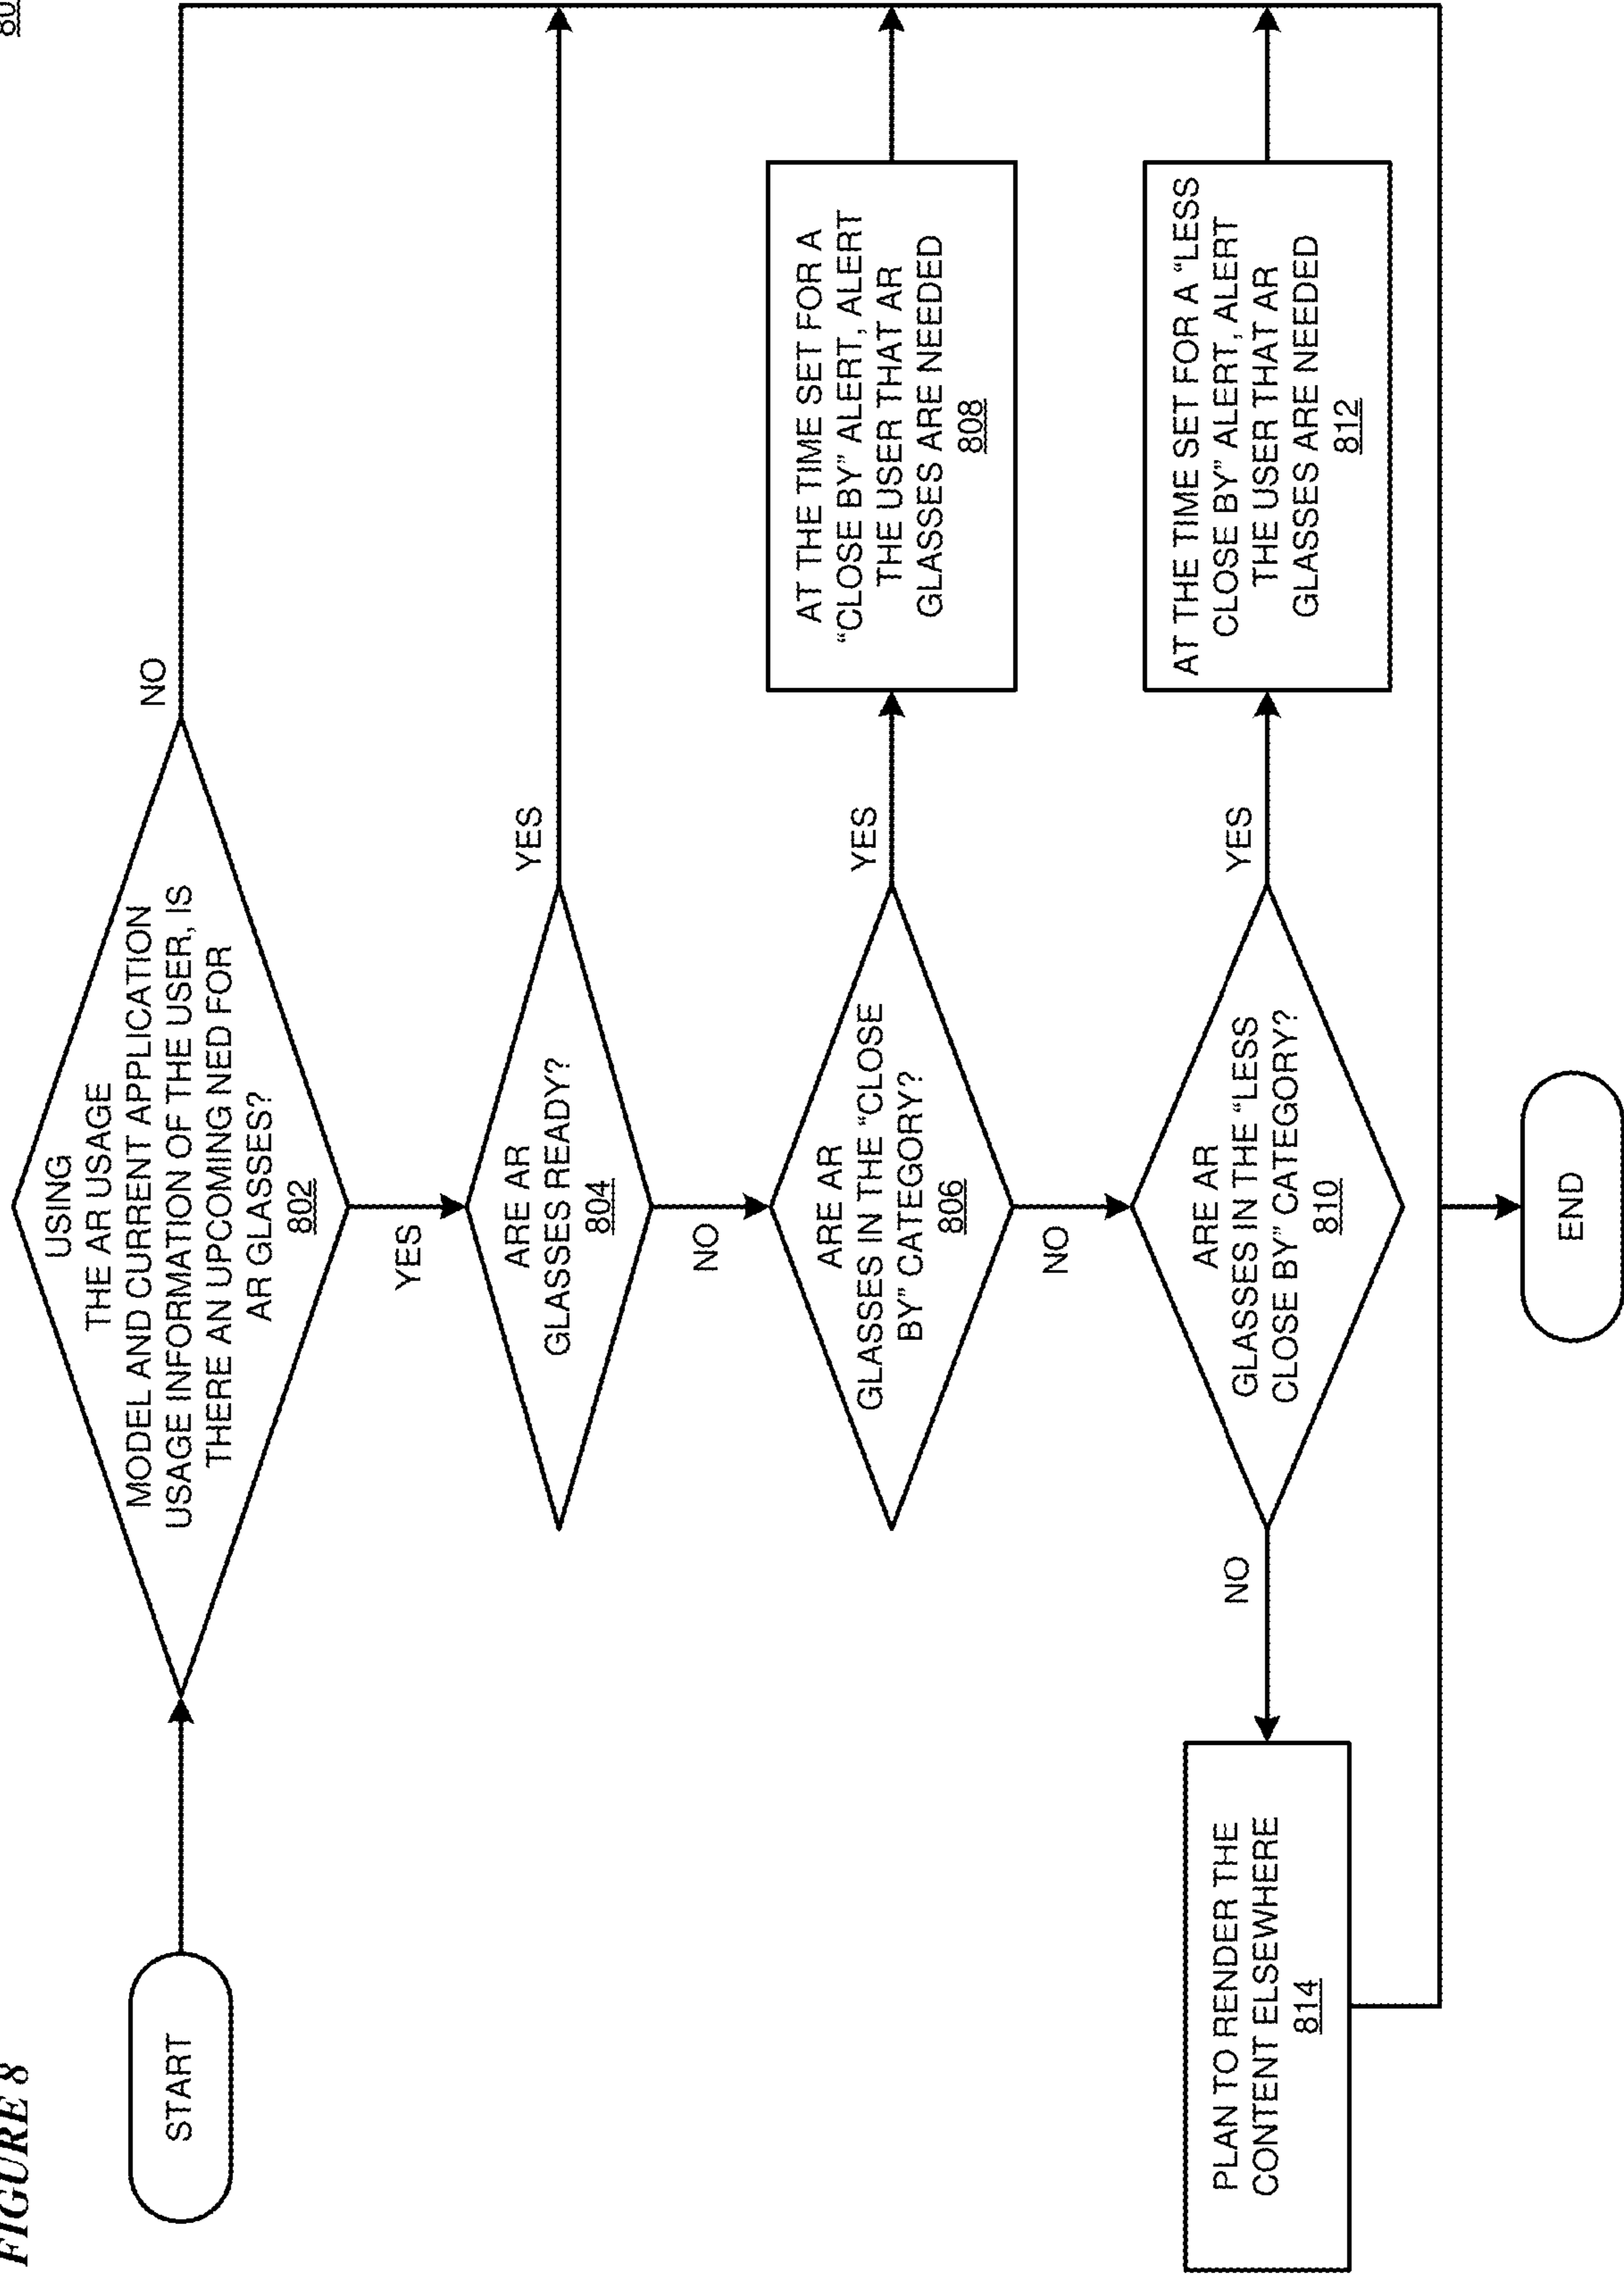 FIGURE 8
80
START
USING
THE AR USAGE
MODEL AND CURRENT APPLICATION
USAGE INFORMATION OF THE USER, IS
THERE AN UPCOMING NED FOR
AR GLASSES?
802
NO
YES
ARE AR
GLASSES READY?
804
YES
NO
ARE AR
GLASSES IN THE “CLOSE
BY” CATEGORY?
806
YES
AT THE TIME SET FOR A
“CLOSE BY” ALERT, ALERT
THE USER THAT AR
GLASSES ARE NEEDED
808
NO
ARE AR
GLASSES IN THE “LESS
CLOSE BY” CATEGORY?
810
YES
AT THE TIME SET FOR A “LESS
CLOSE BY” ALERT, ALERT
THE USER THAT AR
GLASSES ARE NEEDED
812
NO
PLAN TO RENDER THE
CONTENT ELSEWHERE
814
END